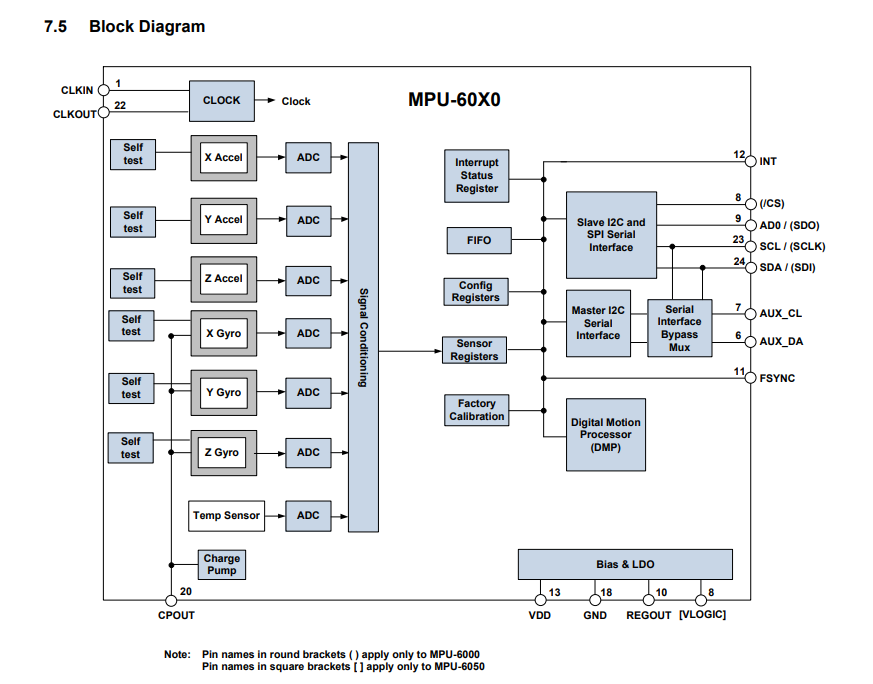 7.5 Block Diagram
MPU-60X0
CLKIN
1
CLKOUT
22
CLOCK
Clock
Self
test
X Accel
ADC
Self
test
Y Accel
ADC
Self
test
Z Accel
ADC
Self
test
X Gyro
ADC
Self
test
Y Gyro
ADC
Self
test
Z Gyro
ADC
Temp Sensor
ADC
Charge
Pump
20
CPOUT
Signal Conditioning
Interrupt
Status
Register
FIFO
Config
Registers
Sensor
Registers
Factory
Calibration
Slave I2C and
SPI Serial
Interface
Master I2C
Serial
Interface
Serial
Interface
Bypass
Mux
Digital Motion
Processor
(DMP)
12
INT
8
(/CS)
9
AD0 / (SDO)
23
SCL / (SCLK)
24
SDA / (SDI)
7
AUX_CL
6
AUX_DA
11
FSYNC
Bias & LDO
13
VDD
18
GND
10
REGOUT
8
[VLOGIC]
Note: Pin names in round brackets ( ) apply only to MPU-6000
Pin names in square brackets [ ] apply only to MPU-6050